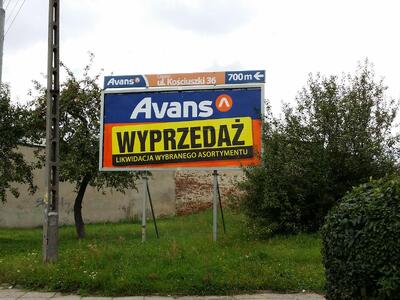 Avans ul. Kościuszki 36 700 m
Avans
WYPRZEDAŻ
LIKWIDACJA WYBRANEGO ASORTYMENTU